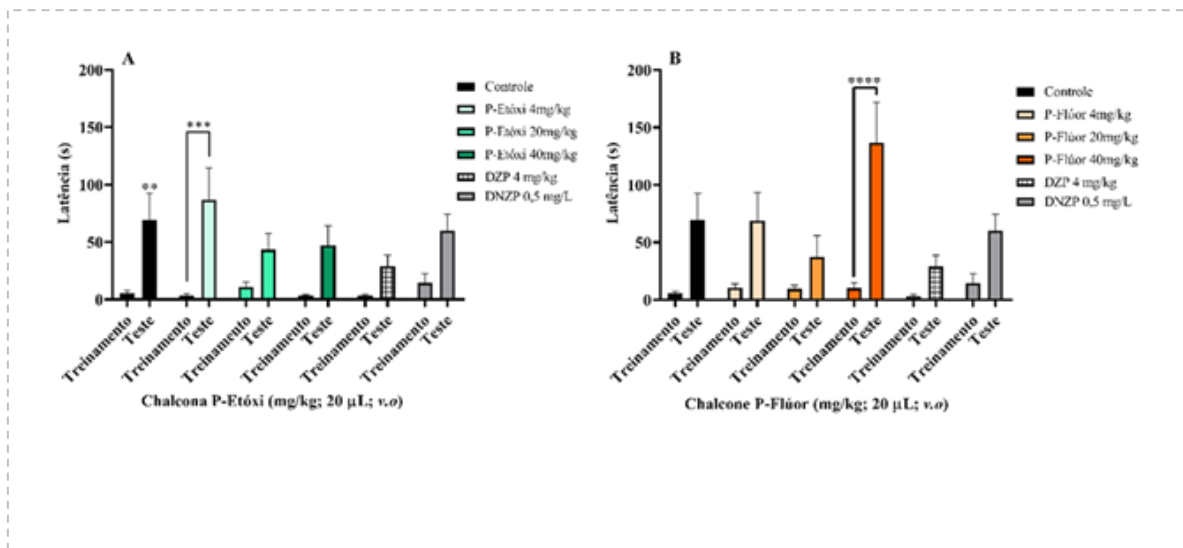 A
200
150
100
50
0
Latência (s)
**
***
Controle
P-Etóxi 4mg/kg
P-Etóxi 20mg/kg
P-Etóxi 40mg/kg
DZP 4 mg/kg
DNZP 0,5 mg/L
Treinamento
Teste
Treinamento
Teste
Treinamento
Teste
Treinamento
Teste
Treinamento
Teste
Treinamento
Teste
Chalcona P-Etóxi (mg/kg; 20 µL; v.o)
B
200
150
100
50
0
Latência (s)
****
Controle
P-Flúor 4mg/kg
P-Flúor 20mg/kg
P-Flúor 40mg/kg
DZP 4 mg/kg
DNZP 0,5 mg/L
Treinamento
Teste
Treinamento
Teste
Treinamento
Teste
Treinamento
Teste
Treinamento
Teste
Treinamento
Teste
Chalcone P-Flúor (mg/kg; 20 µL; v.o)